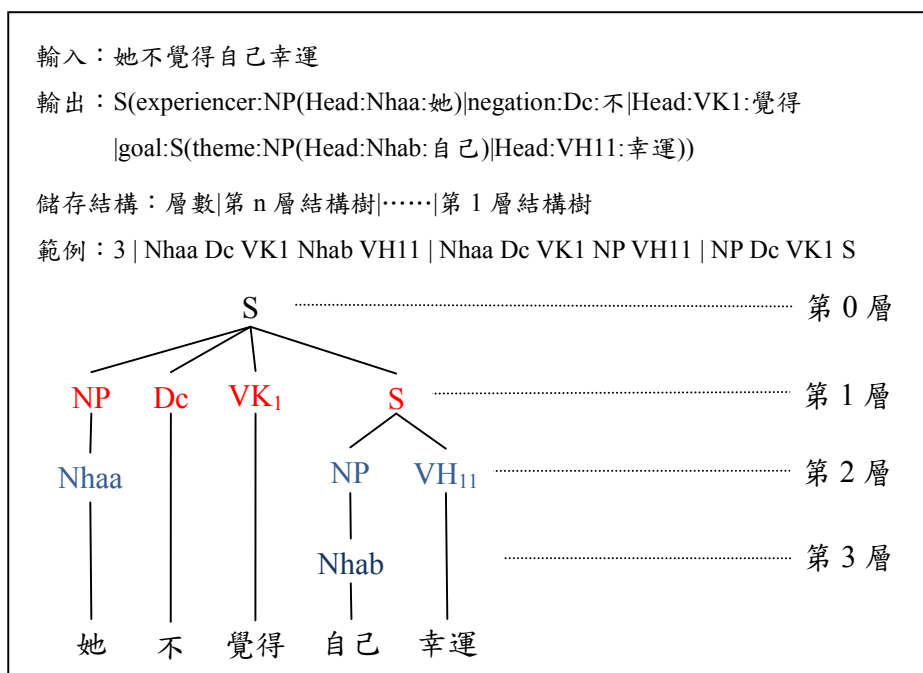 輸入：她不覺得自己幸運
輸出：S(experiencer:NP(Head:Nhaa:她)|negation:Dc:不|Head:VK1:覺得
|goal:S(theme:NP(Head:Nhab:自己)|Head:VH11:幸運))
儲存結構：層數|第 n 層結構樹|⋯⋯|第 1 層結構樹
範例：3 | Nhaa Dc VK1 Nhab VH11 | Nhaa Dc VK1 NP VH11 | NP Dc VK1 S
S 第 0 層
NP Dc VK₁ S 第 1 層
Nhaa NP VH₁₁ 第 2 層
Nhab 第 3 層
她 不 覺得 自己 幸運